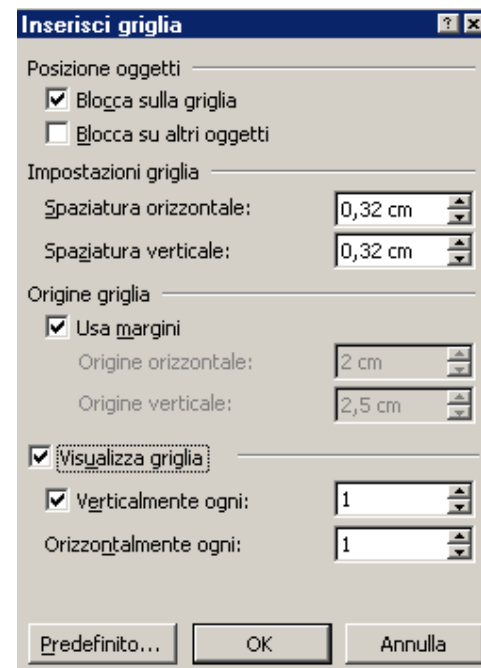 Inserisci griglia
Posizione oggetti
Blocca sulla griglia
Blocca su altri oggetti
Impostazioni griglia
Spaziatura orizzontale: 0,32 cm
Spaziatura verticale: 0,32 cm
Origine griglia
Usa margini
Origine orizzontale: 2 cm
Origine verticale: 2,5 cm
Visualizza griglia
Verticalmente ogni: 1
Orizzontalmente ogni: 1
Predefinito... OK Annulla